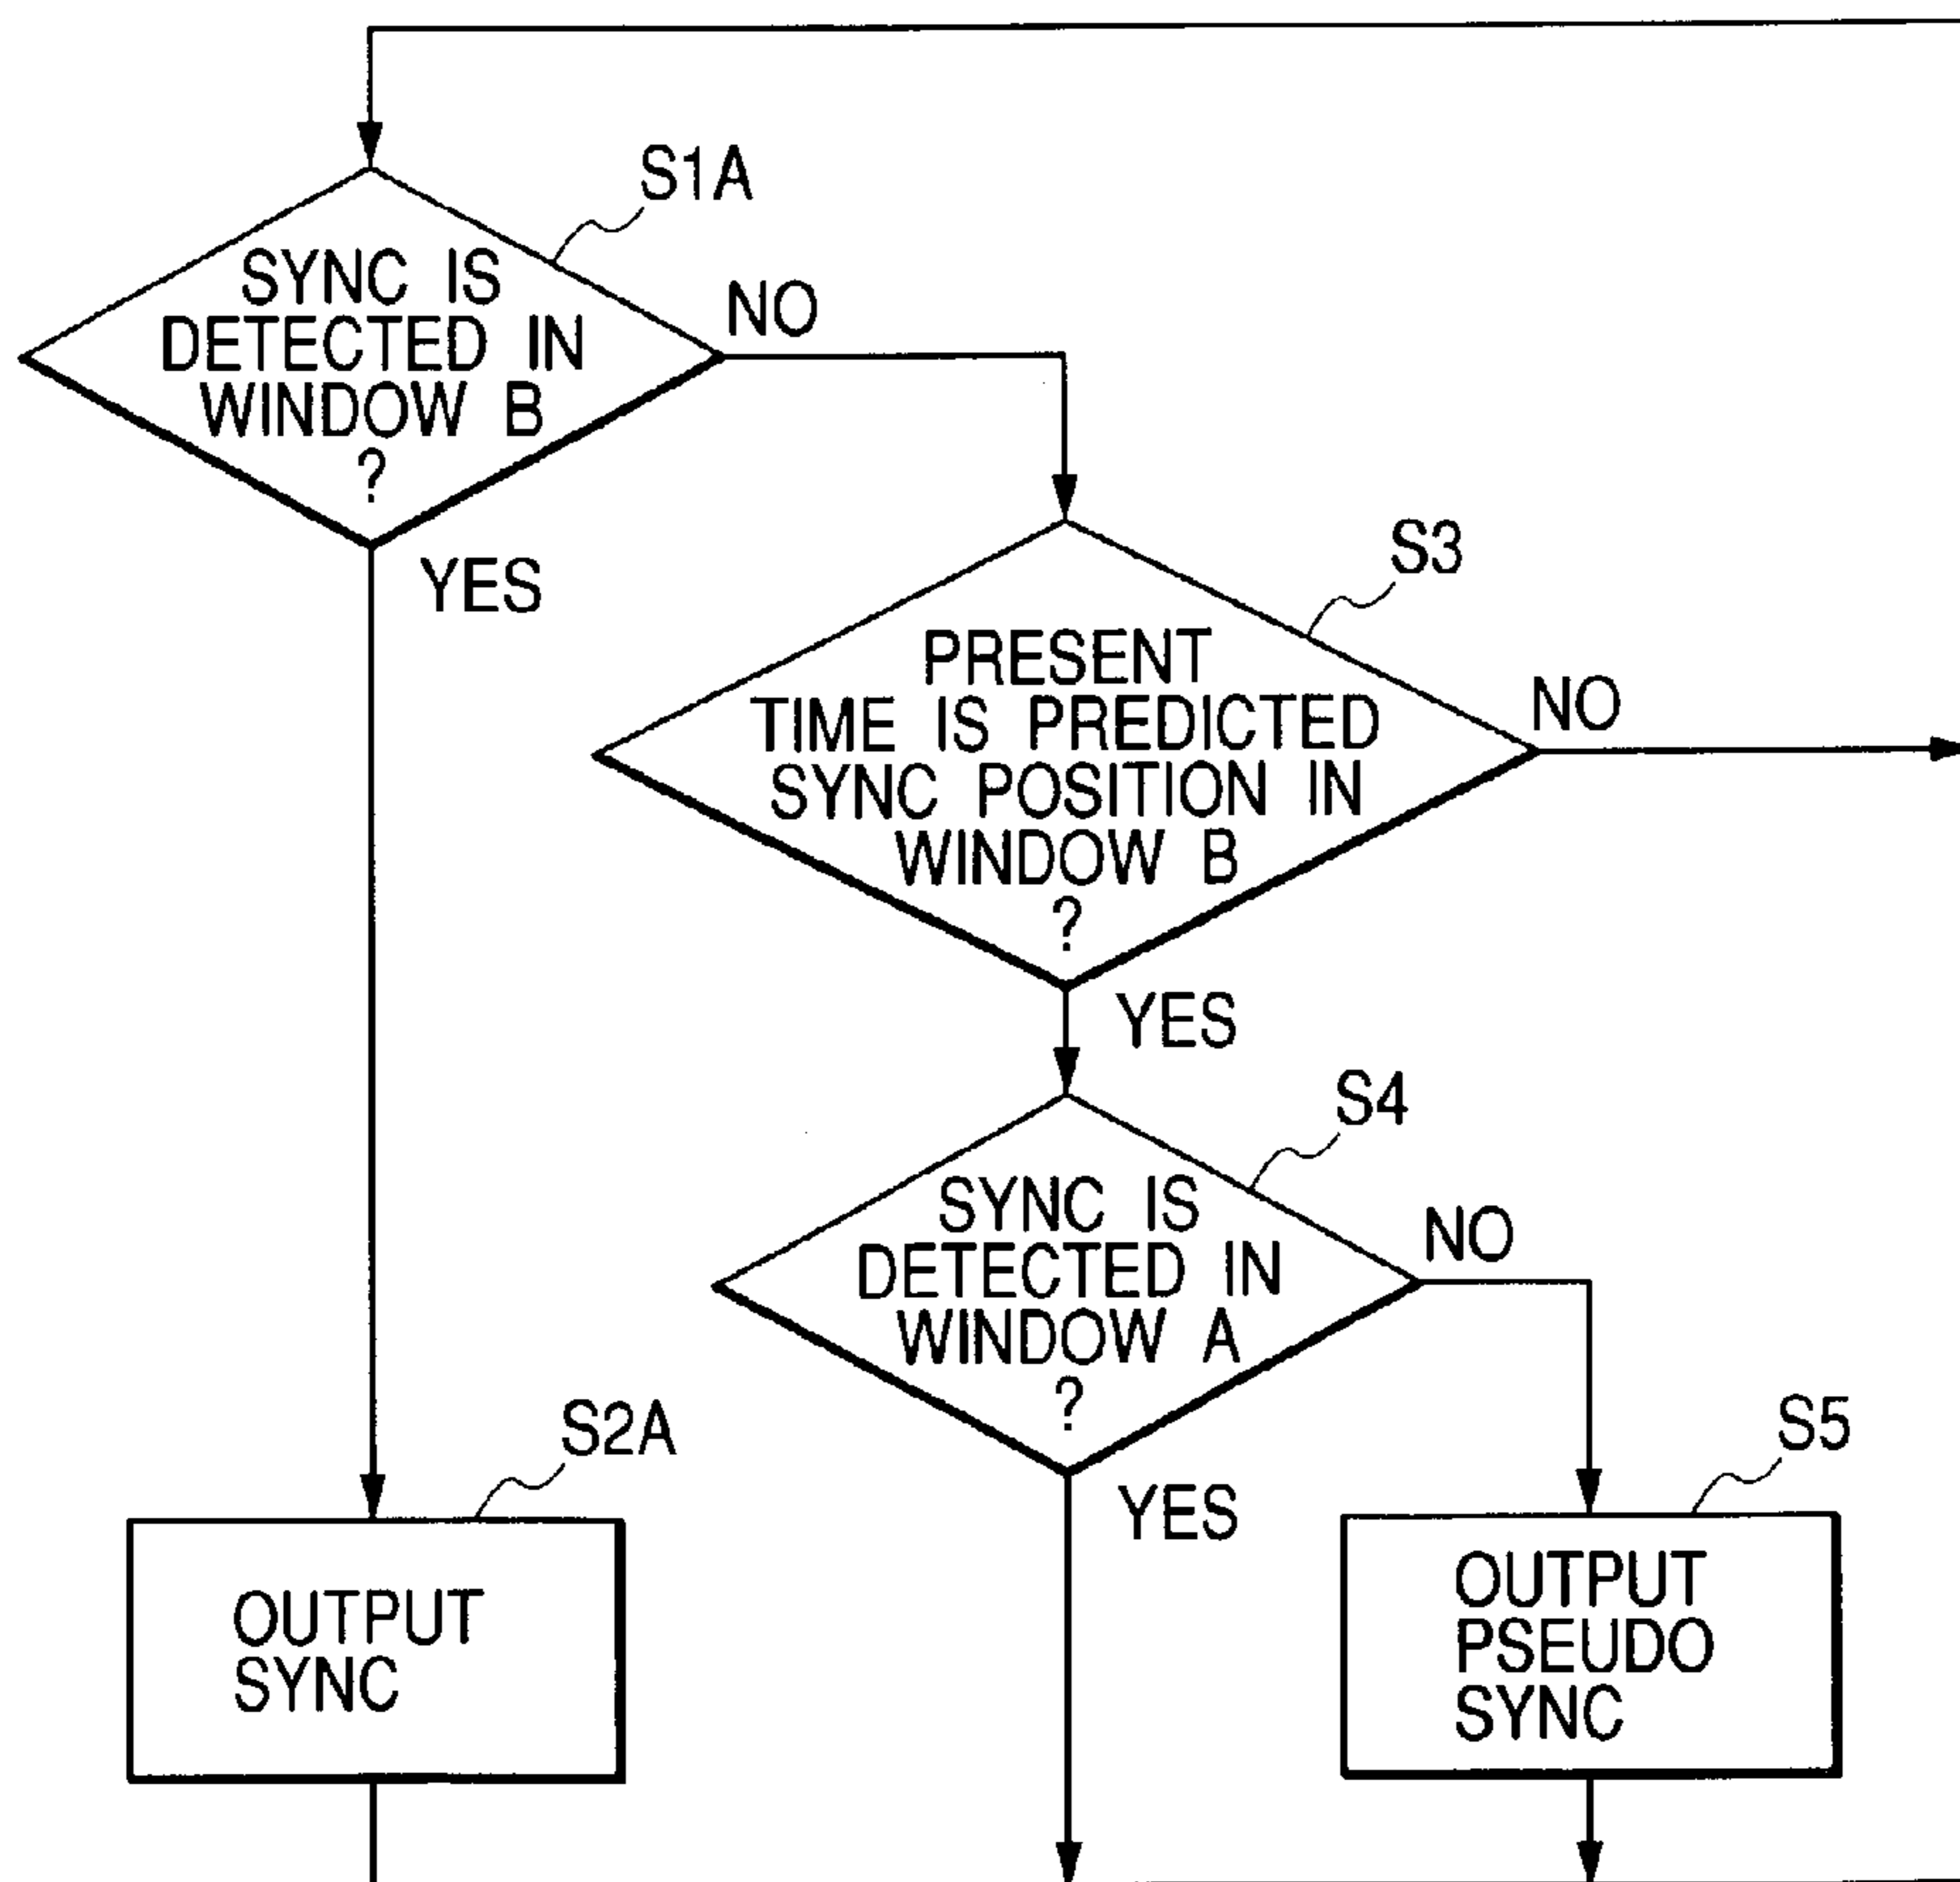 S1A
SYNC IS
DETECTED IN
WINDOW B
?
NO
YES
S3
PRESENT
TIME IS PREDICTED
SYNC POSITION IN
WINDOW B
?
NO
YES
S4
SYNC IS
DETECTED IN
WINDOW A
?
NO
YES
S2A
OUTPUT
SYNC
S5
OUTPUT
PSEUDO
SYNC